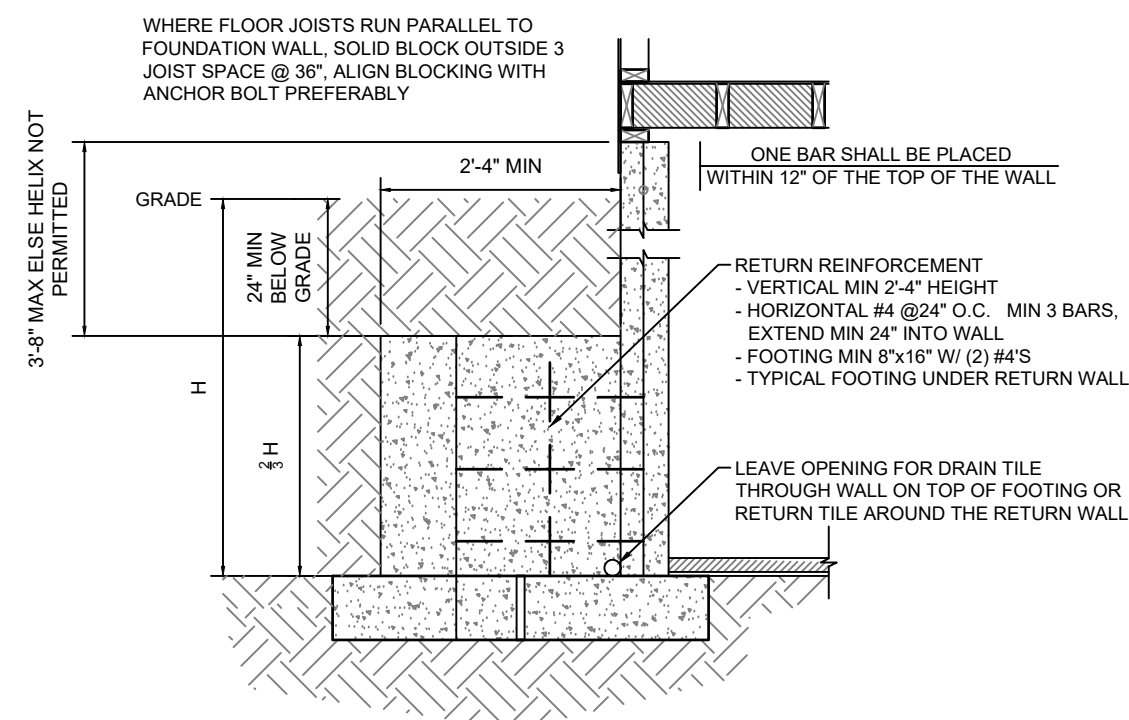 WHERE FLOOR JOISTS RUN PARALLEL TO
FOUNDATION WALL, SOLID BLOCK OUTSIDE 3
JOIST SPACE @ 36", ALIGN BLOCKING WITH
ANCHOR BOLT PREFERABLY
3'-8" MAX ELSE HELIX NOT
PERMITTED
GRADE
2'-4" MIN
ONE BAR SHALL BE PLACED
WITHIN 12" OF THE TOP OF THE WALL
24" MIN
BELOW
GRADE
H
2/3 H
RETURN REINFORCEMENT
- VERTICAL MIN 2'-4" HEIGHT
- HORIZONTAL #4 @24" O.C. MIN 3 BARS,
EXTEND MIN 24" INTO WALL
- FOOTING MIN 8"x16" W/ (2) #4'S
- TYPICAL FOOTING UNDER RETURN WALL
LEAVE OPENING FOR DRAIN TILE
THROUGH WALL ON TOP OF FOOTING OR
RETURN TILE AROUND THE RETURN WALL